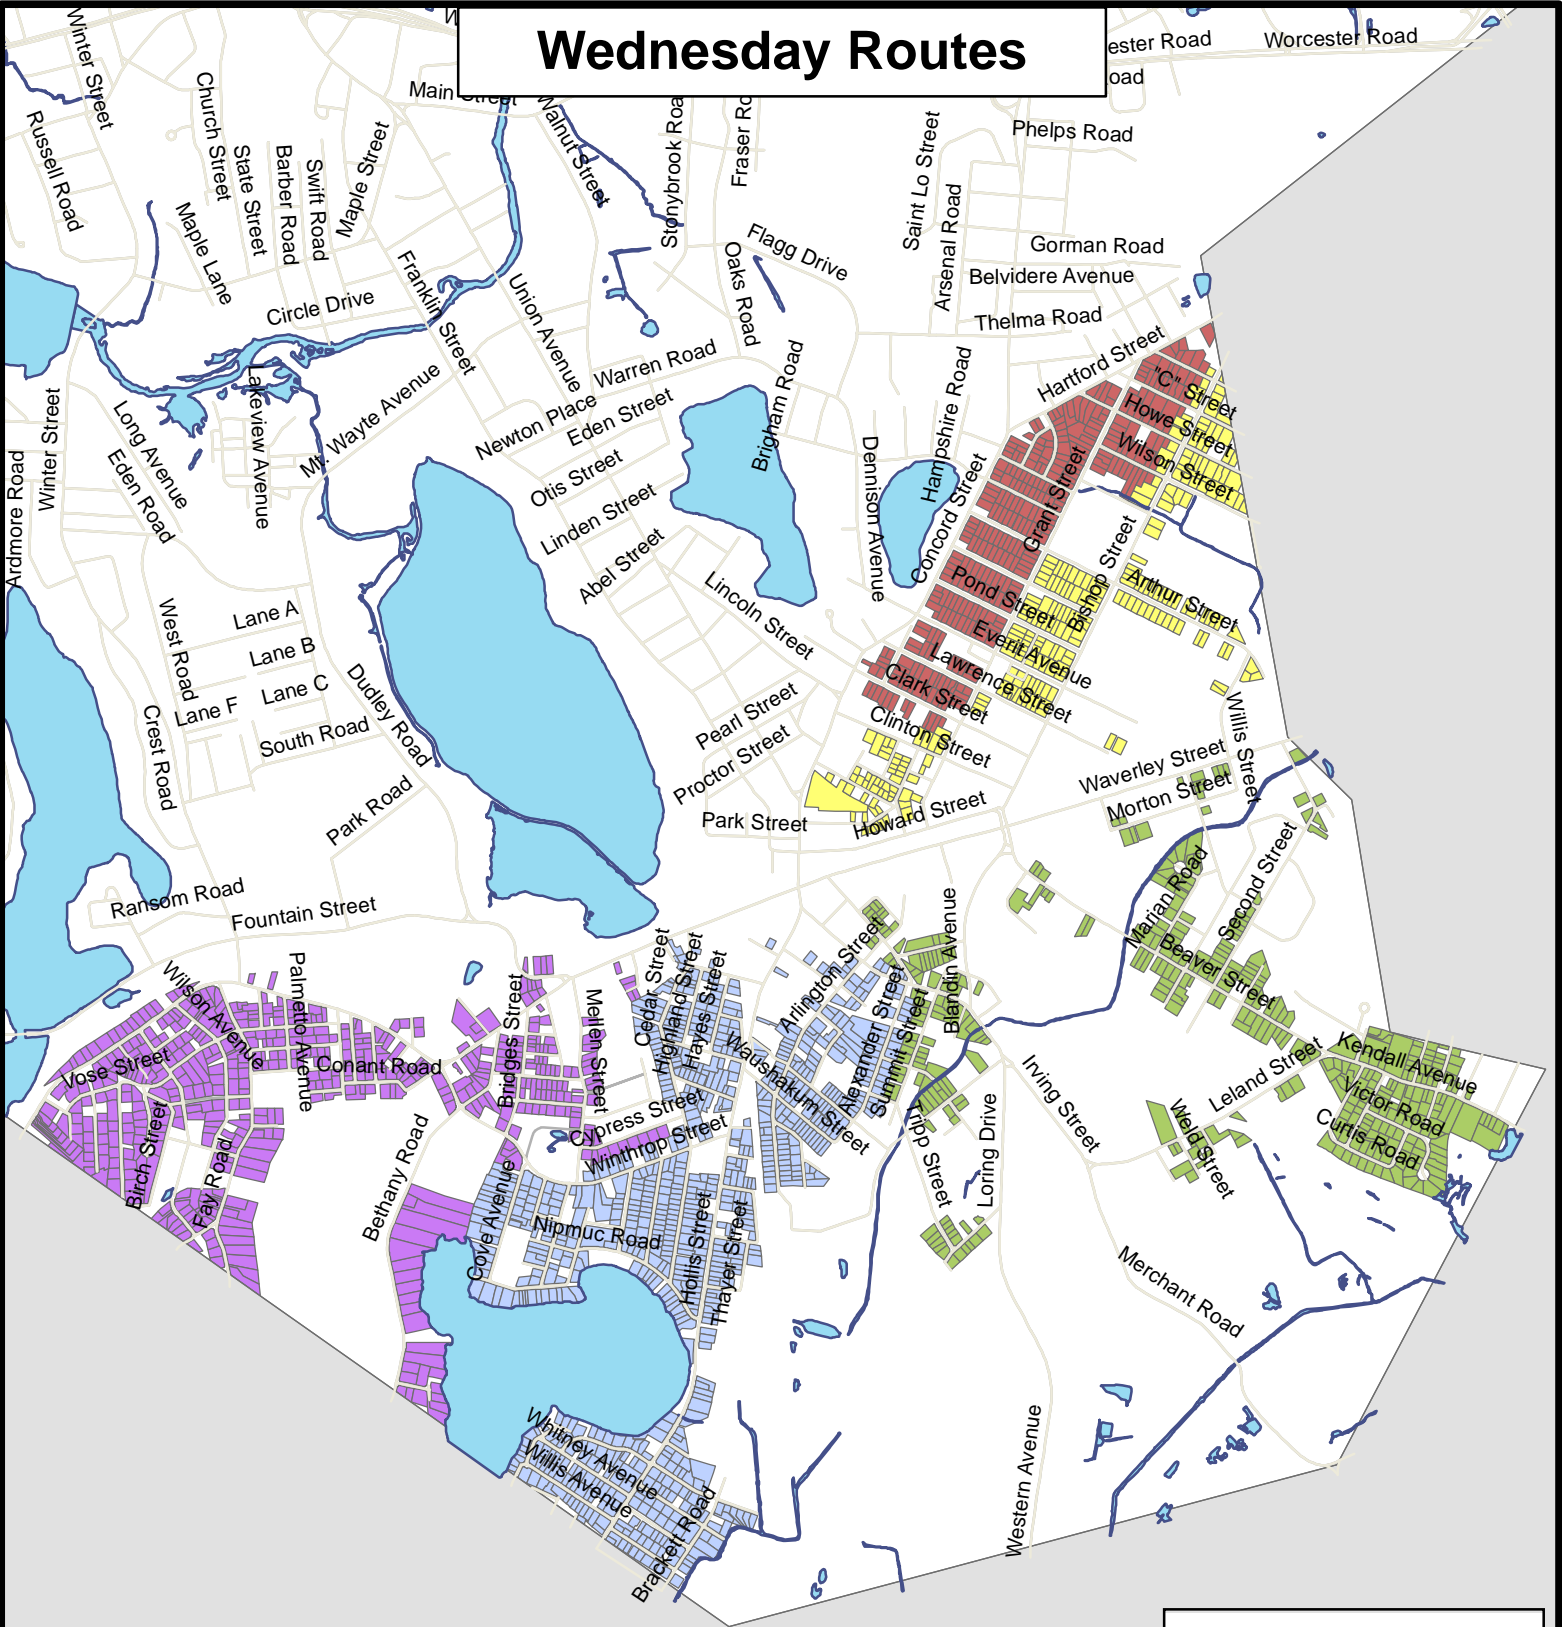 Wednesday Routes
Winter Street
Russell Road
Church Street
State Street
Barber Road
Swift Road
Maple Street
Maple Lane
Circle Drive
Main Street
Walnut Street
Stonybrook Roa
Fraser Ro
Saint Lo Street
Arsenal Road
ester Road
oad
Worcester Road
Phelps Road
Gorman Road
Belvidere Avenue
Thelma Road
Hartford Street
Flagg Drive
Oaks Road
Franklin Street
Union Avenue
Warren Road
Newton Place
Eden Street
Otis Street
Linden Street
Abel Street
Brigham Road
Dennison Avenue
Hampshire Road
Concord Street
Grant Street
"C" Street
Howe Street
Wilson Street
Bishop Street
Arthur Street
Pond Street
Everit Avenue
Lawrence Street
Clark Street
Clinton Street
Howard Street
Willis Street
Waverley Street
Morton Street
Lincoln Street
Pearl Street
Proctor Street
Park Street
Ardmore Road
Winter Street
Long Avenue
Eden Road
Lakeview Avenue
Mt. Wayte Avenue
West Road
Lane A
Lane B
Lane C
Lane F
South Road
Crest Road
Dudley Road
Park Road
Ransom Road
Fountain Street
Wilson Avenue
Palmetto Avenue
Vose Street
Conant Road
Birch Street
Fay Road
Bethany Road
Bridges Street
Mellen Street
Cedar Street
Highland Street
Hayes Street
Cypress Street
Winthrop Street
Cove Avenue
Nipmuc Road
Hollis Street
Thayer Street
Waushakum Street
Arlington Street
Alexander Street
Summit Street
Blandin Avenue
Tripp Street
Loring Drive
Irving Street
Marian Road
Second Street
Beaver Street
Leland Street
Kendall Avenue
Victor Road
Curtis Road
Weld Street
Merchant Road
Western Avenue
Whitney Avenue
Willis Avenue
Brackett Road